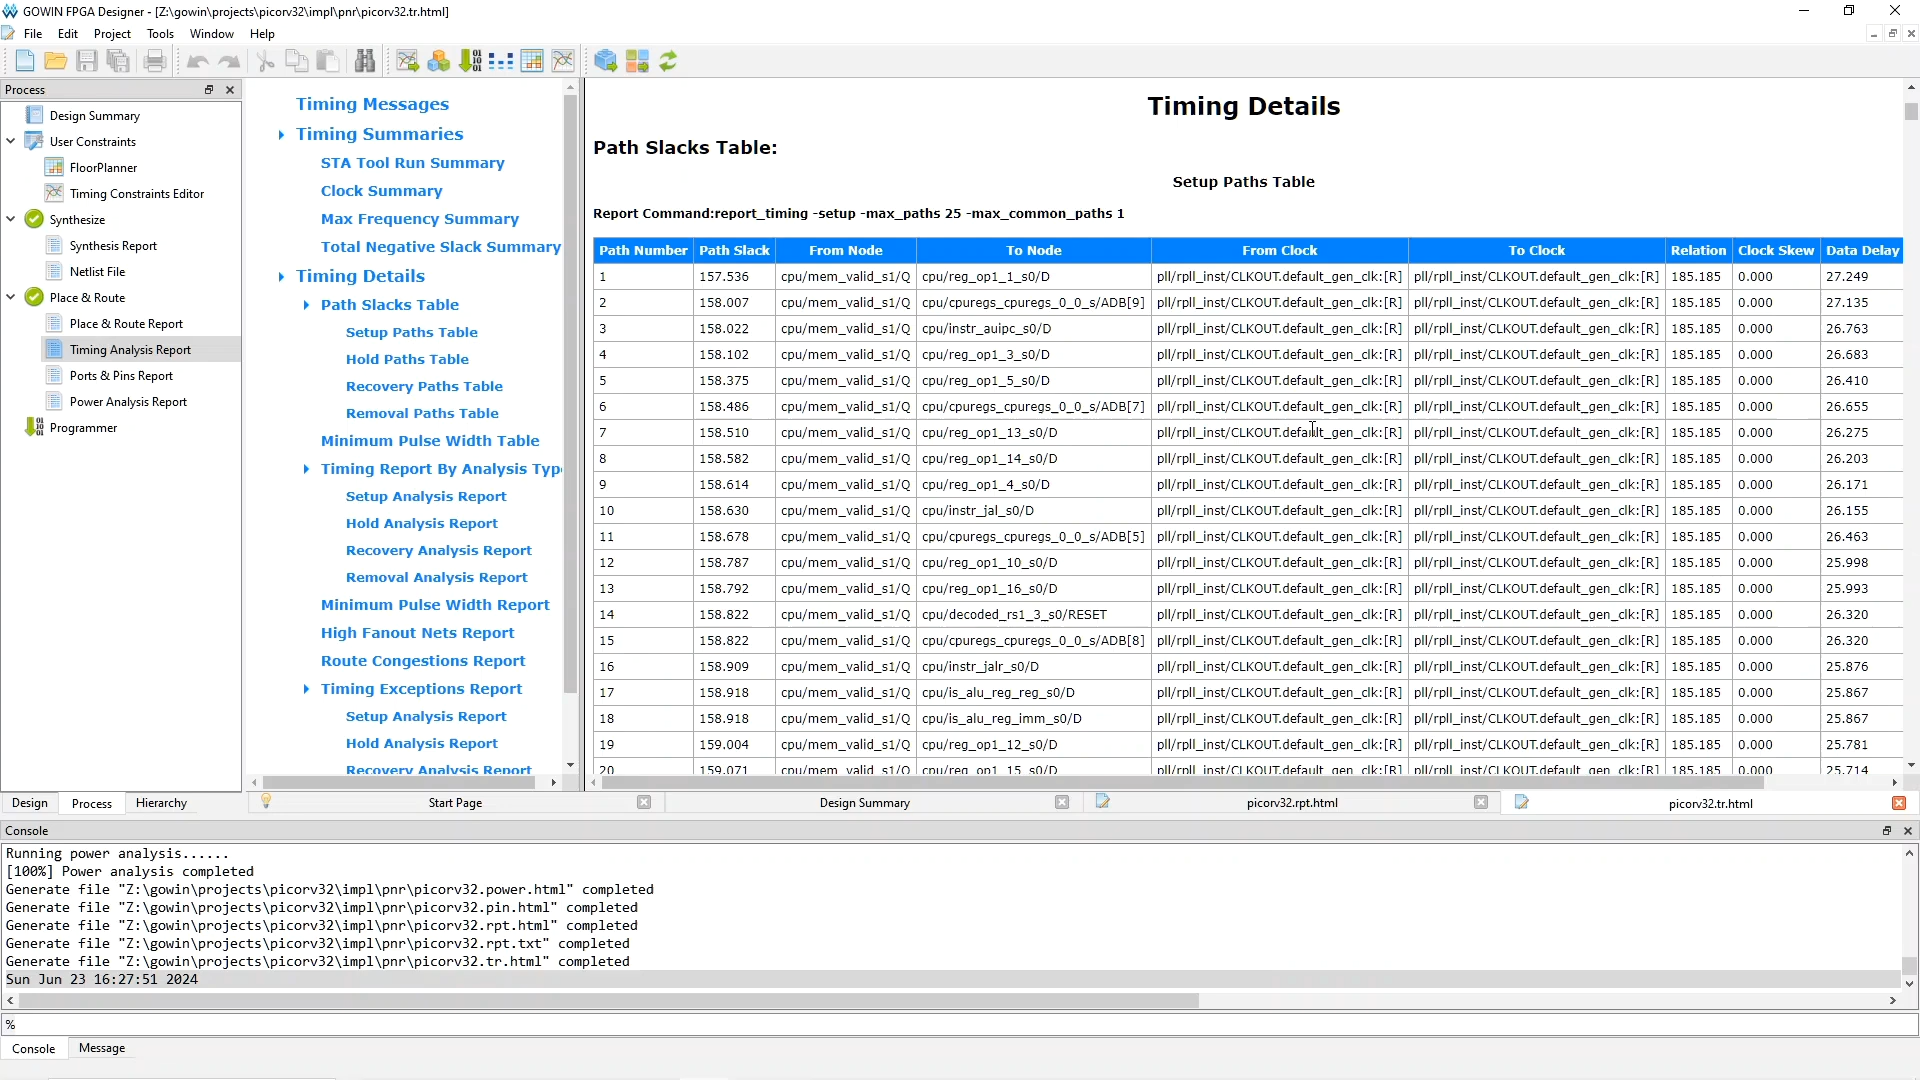 GOWIN FPGA Designer - [Z:\gowin\projects\picorv32\impl\pnr\picorv32.tr.html]
File Edit Project Tools Window Help
Process
Design Summary
User Constraints
FloorPlanner
Timing Constraints Editor
Synthesize
Synthesis Report
Netlist File
Place & Route
Place & Route Report
Timing Analysis Report
Ports & Pins Report
Power Analysis Report
Programmer
Design Process Hierarchy
Timing Messages
Timing Summaries
STA Tool Run Summary
Clock Summary
Max Frequency Summary
Total Negative Slack Summary
Timing Details
Path Slacks Table
Setup Paths Table
Hold Paths Table
Recovery Paths Table
Removal Paths Table
Minimum Pulse Width Table
Timing Report By Analysis Typ
Setup Analysis Report
Hold Analysis Report
Recovery Analysis Report
Removal Analysis Report
Minimum Pulse Width Report
High Fanout Nets Report
Route Congestions Report
Timing Exceptions Report
Setup Analysis Report
Hold Analysis Report
Recovery Analysis Report
Timing Details
Path Slacks Table:
Setup Paths Table
Report Command:report_timing -setup -max_paths 25 -max_common_paths 1
Path Number Path Slack From Node To Node From Clock To Clock Relation Clock Skew Data Delay
1 157.536 cpu/mem_valid_s1/Q cpu/reg_op1_1_s0/D pll/rpll_inst/CLKOUT.default_gen_clk:[R] pll/rpll_inst/CLKOUT.default_gen_clk:[R] 185.185 0.000 27.249
2 158.007 cpu/mem_valid_s1/Q cpu/cpuregs_cpuregs_0_0_s/ADB[9] pll/rpll_inst/CLKOUT.default_gen_clk:[R] pll/rpll_inst/CLKOUT.default_gen_clk:[R] 185.185 0.000 27.135
3 158.022 cpu/mem_valid_s1/Q cpu/instr_auipc_s0/D pll/rpll_inst/CLKOUT.default_gen_clk:[R] pll/rpll_inst/CLKOUT.default_gen_clk:[R] 185.185 0.000 26.763
4 158.102 cpu/mem_valid_s1/Q cpu/reg_op1_3_s0/D pll/rpll_inst/CLKOUT.default_gen_clk:[R] pll/rpll_inst/CLKOUT.default_gen_clk:[R] 185.185 0.000 26.683
5 158.375 cpu/mem_valid_s1/Q cpu/reg_op1_5_s0/D pll/rpll_inst/CLKOUT.default_gen_clk:[R] pll/rpll_inst/CLKOUT.default_gen_clk:[R] 185.185 0.000 26.410
6 158.486 cpu/mem_valid_s1/Q cpu/cpuregs_cpuregs_0_0_s/ADB[7] pll/rpll_inst/CLKOUT.default_gen_clk:[R] pll/rpll_inst/CLKOUT.default_gen_clk:[R] 185.185 0.000 26.655
7 158.510 cpu/mem_valid_s1/Q cpu/reg_op1_13_s0/D pll/rpll_inst/CLKOUT.default_gen_clk:[R] pll/rpll_inst/CLKOUT.default_gen_clk:[R] 185.185 0.000 26.275
8 158.582 cpu/mem_valid_s1/Q cpu/reg_op1_14_s0/D pll/rpll_inst/CLKOUT.default_gen_clk:[R] pll/rpll_inst/CLKOUT.default_gen_clk:[R] 185.185 0.000 26.203
9 158.614 cpu/mem_valid_s1/Q cpu/reg_op1_4_s0/D pll/rpll_inst/CLKOUT.default_gen_clk:[R] pll/rpll_inst/CLKOUT.default_gen_clk:[R] 185.185 0.000 26.171
10 158.630 cpu/mem_valid_s1/Q cpu/instr_jal_s0/D pll/rpll_inst/CLKOUT.default_gen_clk:[R] pll/rpll_inst/CLKOUT.default_gen_clk:[R] 185.185 0.000 26.155
11 158.678 cpu/mem_valid_s1/Q cpu/cpuregs_cpuregs_0_0_s/ADB[5] pll/rpll_inst/CLKOUT.default_gen_clk:[R] pll/rpll_inst/CLKOUT.default_gen_clk:[R] 185.185 0.000 26.463
12 158.787 cpu/mem_valid_s1/Q cpu/reg_op1_10_s0/D pll/rpll_inst/CLKOUT.default_gen_clk:[R] pll/rpll_inst/CLKOUT.default_gen_clk:[R] 185.185 0.000 25.998
13 158.792 cpu/mem_valid_s1/Q cpu/reg_op1_16_s0/D pll/rpll_inst/CLKOUT.default_gen_clk:[R] pll/rpll_inst/CLKOUT.default_gen_clk:[R] 185.185 0.000 25.993
14 158.822 cpu/mem_valid_s1/Q cpu/decoded_rs1_3_s0/RESET pll/rpll_inst/CLKOUT.default_gen_clk:[R] pll/rpll_inst/CLKOUT.default_gen_clk:[R] 185.185 0.000 26.320
15 158.822 cpu/mem_valid_s1/Q cpu/cpuregs_cpuregs_0_0_s/ADB[8] pll/rpll_inst/CLKOUT.default_gen_clk:[R] pll/rpll_inst/CLKOUT.default_gen_clk:[R] 185.185 0.000 26.320
16 158.909 cpu/mem_valid_s1/Q cpu/instr_jalr_s0/D pll/rpll_inst/CLKOUT.default_gen_clk:[R] pll/rpll_inst/CLKOUT.default_gen_clk:[R] 185.185 0.000 25.876
17 158.918 cpu/mem_valid_s1/Q cpu/is_alu_reg_reg_s0/D pll/rpll_inst/CLKOUT.default_gen_clk:[R] pll/rpll_inst/CLKOUT.default_gen_clk:[R] 185.185 0.000 25.867
18 158.918 cpu/mem_valid_s1/Q cpu/is_alu_reg_imm_s0/D pll/rpll_inst/CLKOUT.default_gen_clk:[R] pll/rpll_inst/CLKOUT.default_gen_clk:[R] 185.185 0.000 25.867
19 159.004 cpu/mem_valid_s1/Q cpu/reg_op1_12_s0/D pll/rpll_inst/CLKOUT.default_gen_clk:[R] pll/rpll_inst/CLKOUT.default_gen_clk:[R] 185.185 0.000 25.781
20 159.071 cpu/mem_valid_s1/Q cpu/reg_op1_15_s0/D pll/rpll_inst/CLKOUT.default_gen_clk:[R] pll/rpll_inst/CLKOUT.default_gen_clk:[R] 185.185 0.000 25.714
Start Page Design Summary picorv32.rpt.html picorv32.tr.html
Console
Running power analysis......
[100%] Power analysis completed
Generate file "Z:\gowin\projects\picorv32\impl\pnr\picorv32.power.html" completed
Generate file "Z:\gowin\projects\picorv32\impl\pnr\picorv32.pin.html" completed
Generate file "Z:\gowin\projects\picorv32\impl\pnr\picorv32.rpt.html" completed
Generate file "Z:\gowin\projects\picorv32\impl\pnr\picorv32.rpt.txt" completed
Generate file "Z:\gowin\projects\picorv32\impl\pnr\picorv32.tr.html" completed
Sun Jun 23 16:27:51 2024
%
Console Message